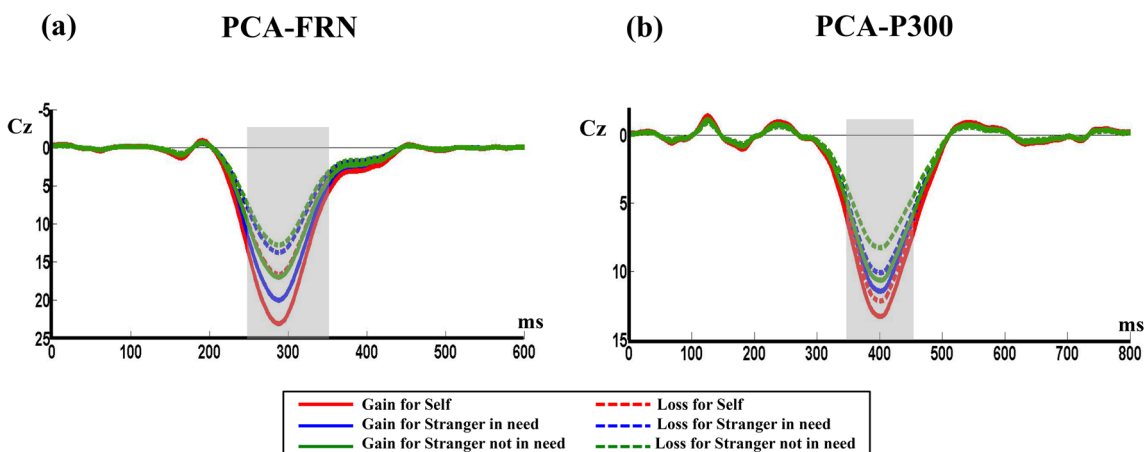 (a) PCA-FRN
(b) PCA-P300
Cz
-5
0
5
10
15
20
25
ms
0 100 200 300 400 500 600
Cz
0
5
10
15
ms
0 100 200 300 400 500 600 700 800
Gain for Self
Loss for Self
Gain for Stranger in need
Loss for Stranger in need
Gain for Stranger not in need
Loss for Stranger not in need